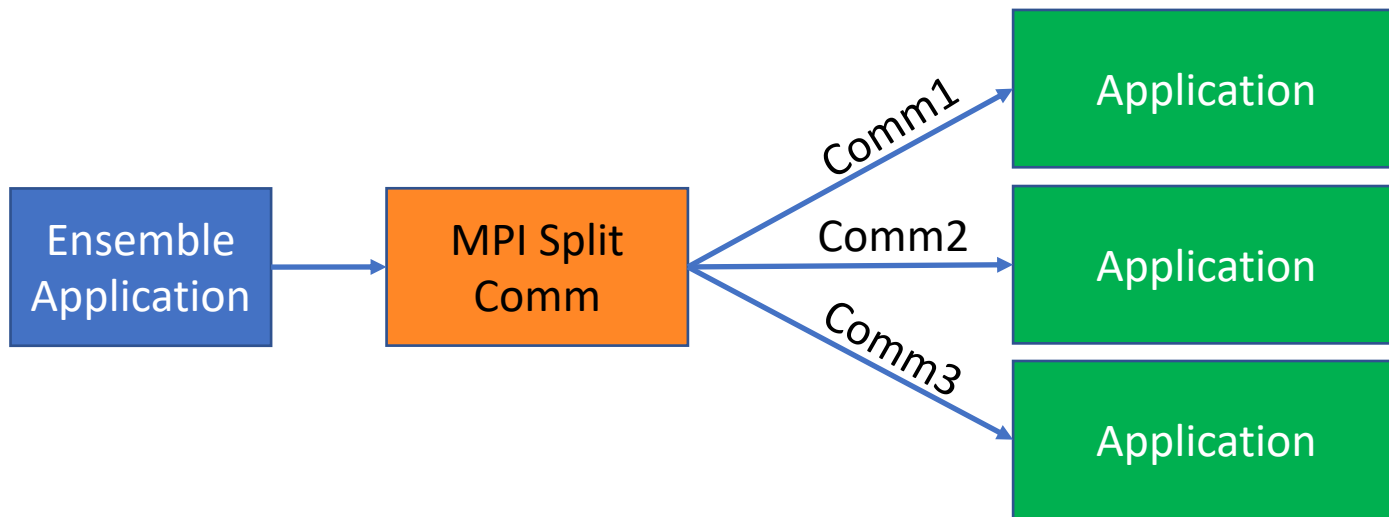 Ensemble
Application
MPI Split
Comm
Comm1
Comm2
Comm3
Application
Application
Application